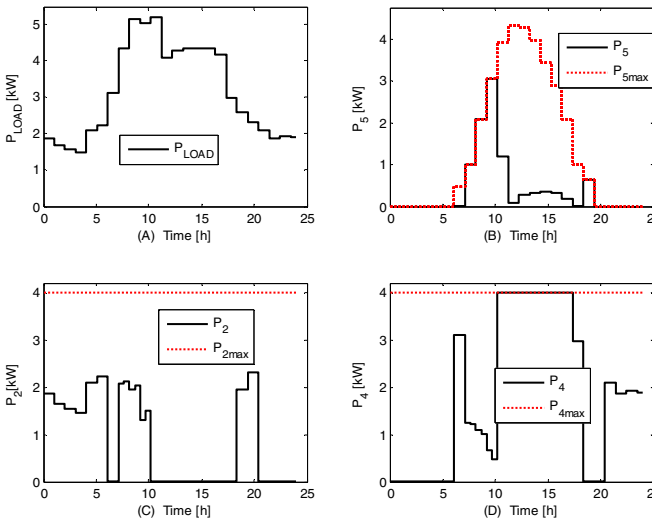 5
4
3
2
1
0
P_LOAD [kW]
P_LOAD
0 5 10 15 20 25
(A) Time [h]
4
3
2
1
0
P_5 [kW]
P_5
P_5max
0 5 10 15 20 25
(B) Time [h]
4
3
2
1
0
P_2[kW]
P_2
P_2max
0 5 10 15 20 25
(C) Time [h]
4
3
2
1
0
P_4 [kW]
P_4
P_4max
0 5 10 15 20 25
(D) Time [h]